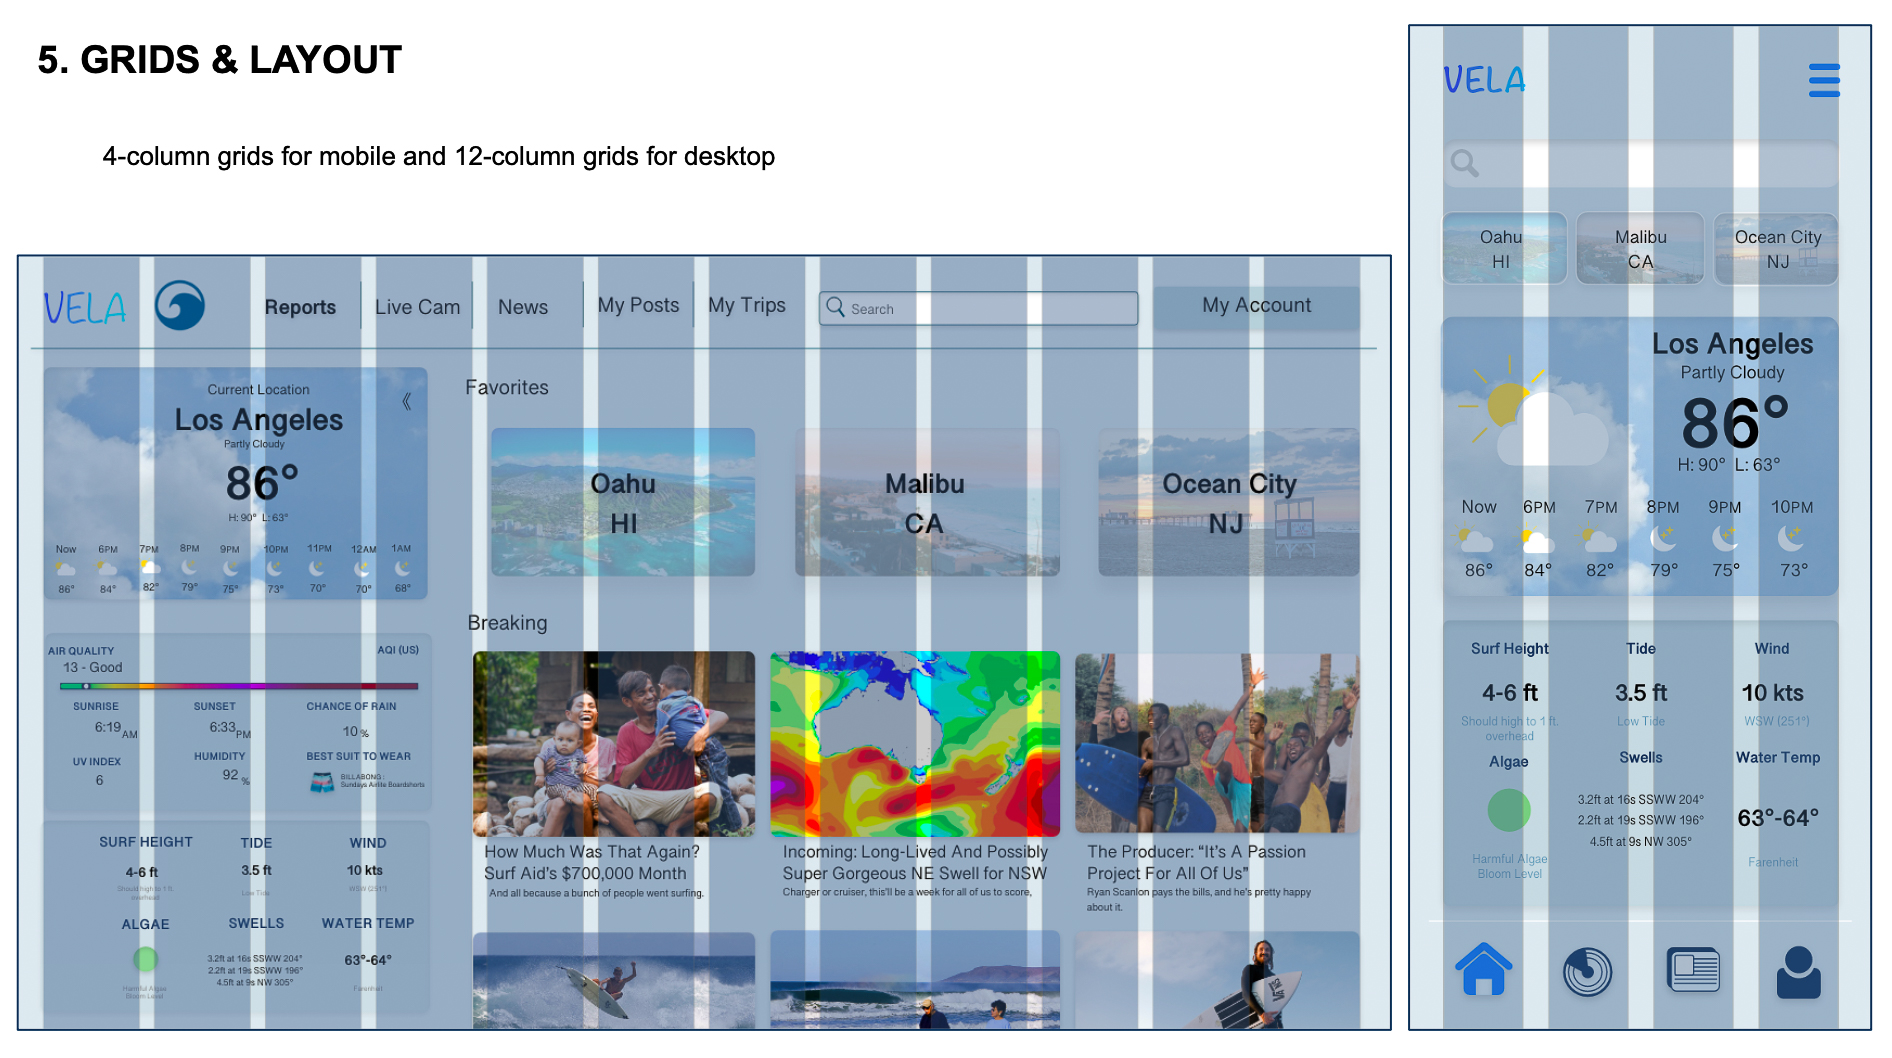 5. GRIDS & LAYOUT
4-column grids for mobile and 12-column grids for desktop
VELA
Reports
Live Cam
News
My Posts
My Trips
Search
My Account
Current Location
Los Angeles
Partly Cloudy
86°
H: 90° L: 63°
Now 6PM 7PM 8PM 9PM 10PM 11PM 12AM 1AM
86° 84° 82° 79° 75° 73° 70° 70° 68°
AIR QUALITY
AQI (US)
13 - Good
SUNRISE SUNSET CHANCE OF RAIN
6:19 AM 6:33 PM 10 %
UV INDEX HUMIDITY BEST SUIT TO WEAR
6 92 %
BILLABONG :
Sundays Airlite Boardshorts
SURF HEIGHT TIDE WIND
4-6 ft 3.5 ft 10 kts
Should high to 1 ft.
overhead
Low Tide
WSW (251°)
ALGAE SWELLS WATER TEMP
3.2ft at 16s SSWW 204°
2.2ft at 19s SSWW 196°
4.5ft at 9s NW 305°
63°-64°
Harmful Algae
Bloom Level
Farenheit
Favorites
Oahu
HI
Malibu
CA
Ocean City
NJ
Breaking
How Much Was That Again?
Surf Aid's $700,000 Month
And all because a bunch of people went surfing.
Incoming: Long-Lived And Possibly
Super Gorgeous NE Swell for NSW
Charger or cruiser, this'll be a week for all of us to score,
The Producer: “It's A Passion
Project For All Of Us”
Ryan Scanlon pays the bills, and he's pretty happy
about it.
VELA
Oahu
HI
Malibu
CA
Ocean City
NJ
Los Angeles
Partly Cloudy
86°
H: 90° L: 63°
Now 6PM 7PM 8PM 9PM 10PM
86° 84° 82° 79° 75° 73°
Surf Height Tide Wind
4-6 ft 3.5 ft 10 kts
Should high to 1 ft.
overhead
Low Tide
WSW (251°)
Algae Swells Water Temp
3.2ft at 16s SSWW 204°
2.2ft at 19s SSWW 196°
4.5ft at 9s NW 305°
63°-64°
Harmful Algae
Bloom Level
Farenheit